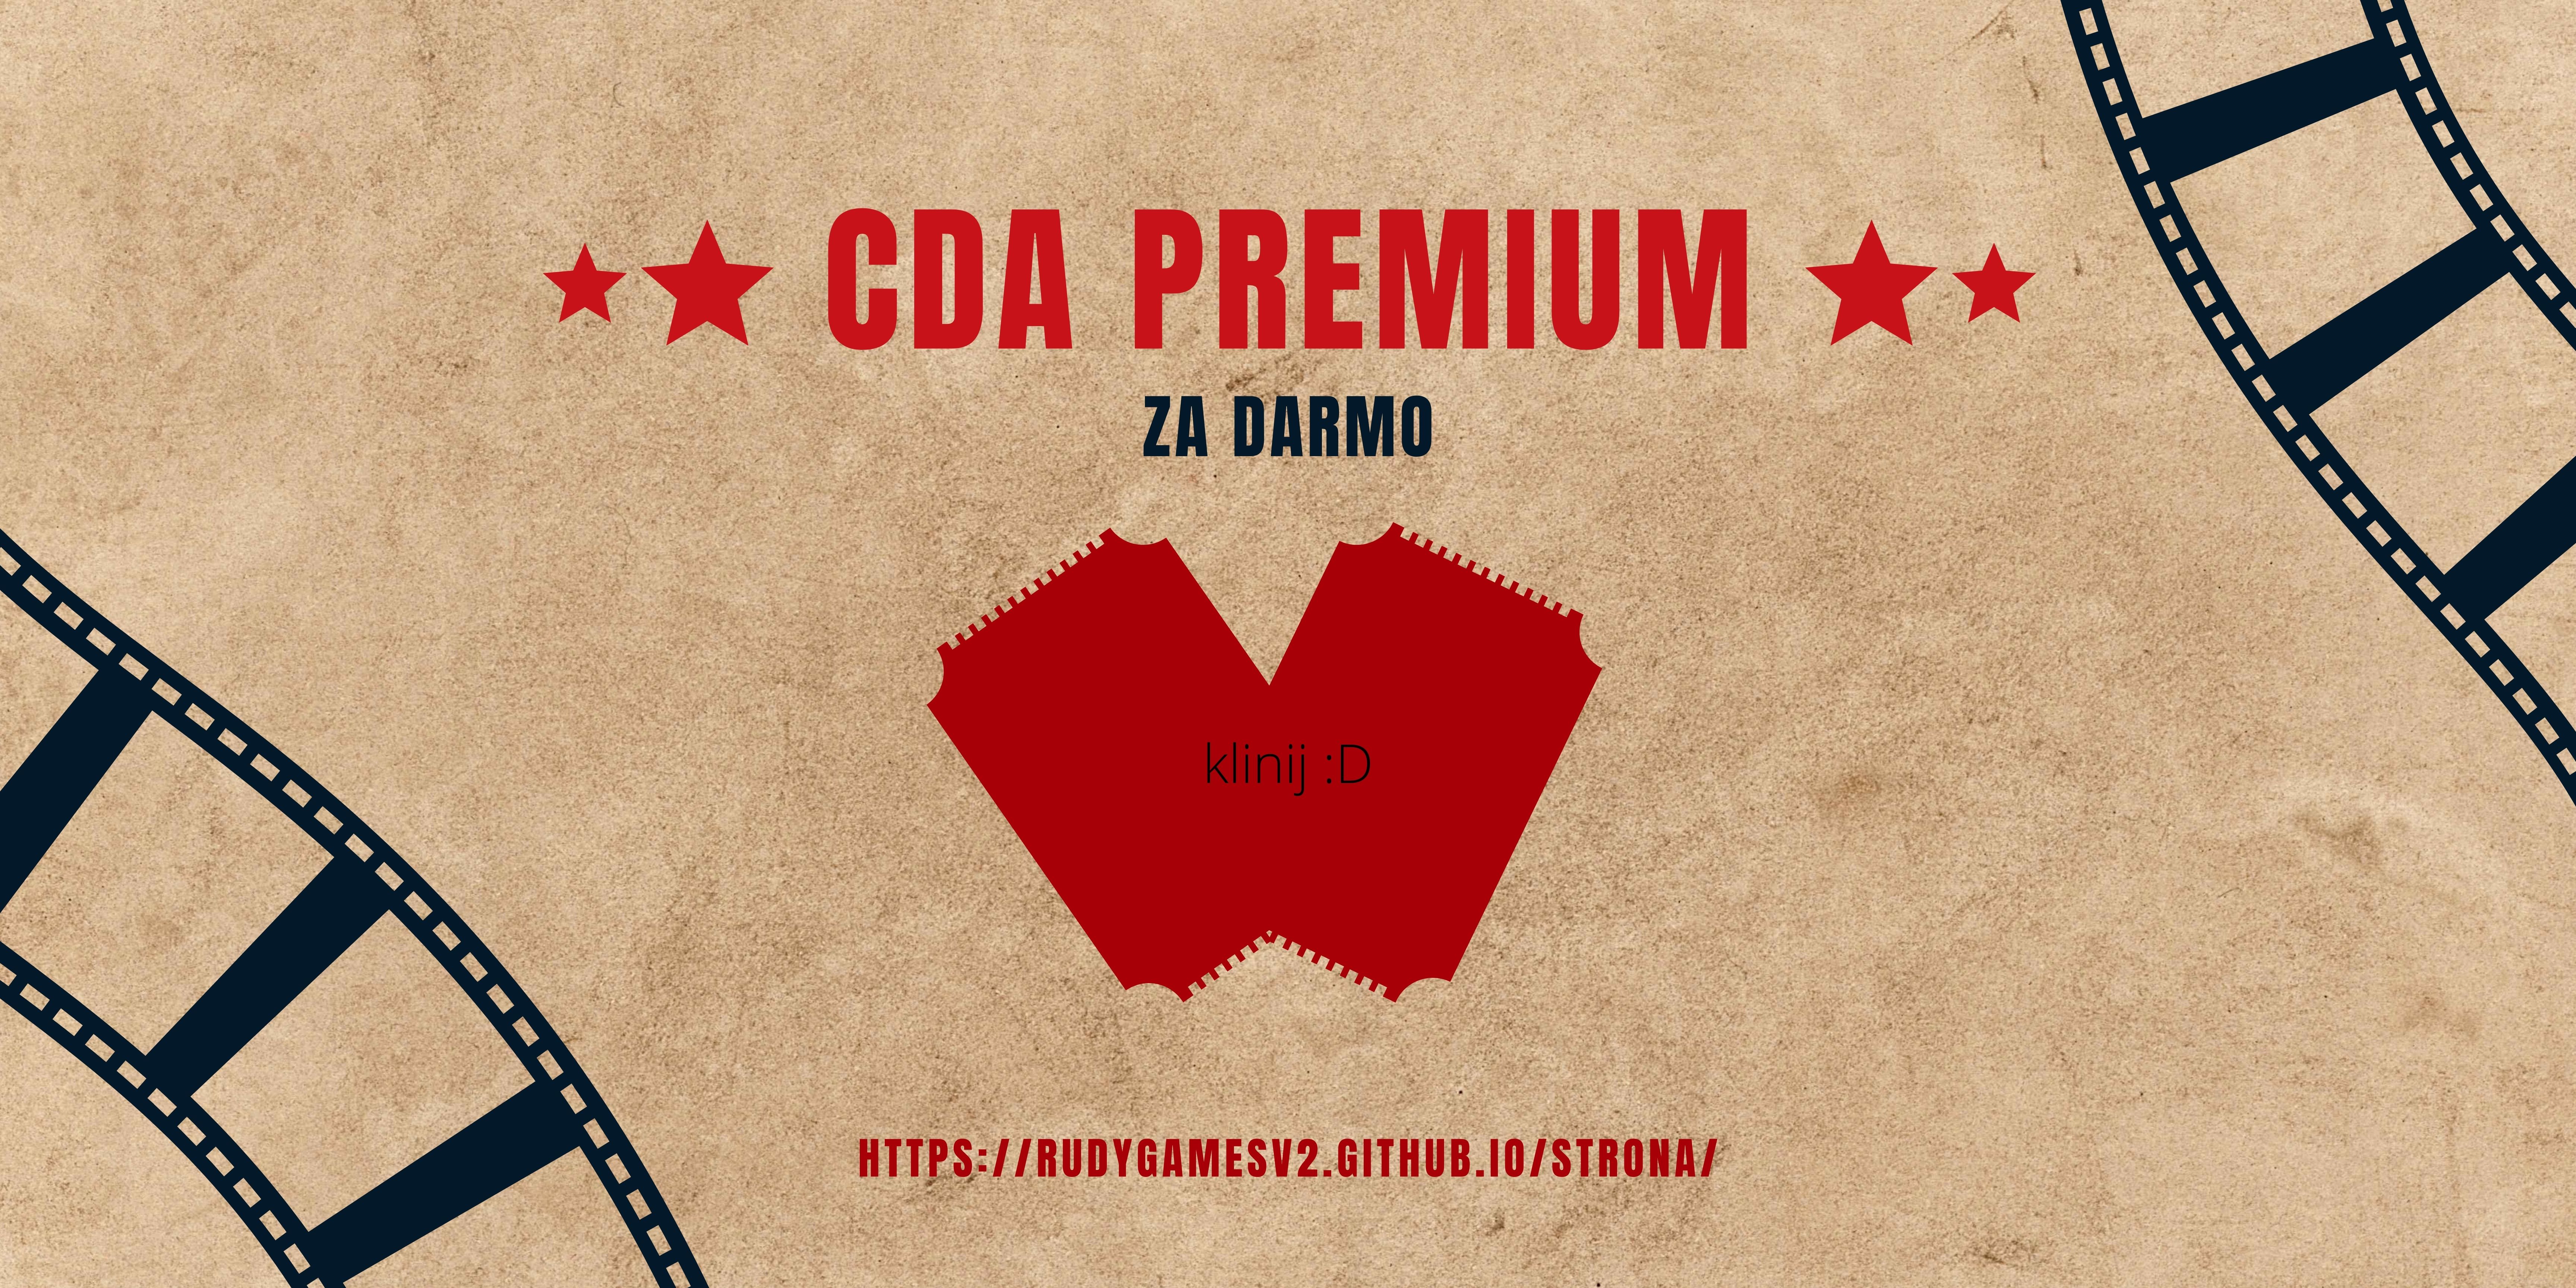 CDA PREMIUM
ZA DARMO
klinij :D
HTTPS://RUDYGAMESV2.GITHUB.IO/STRONA/